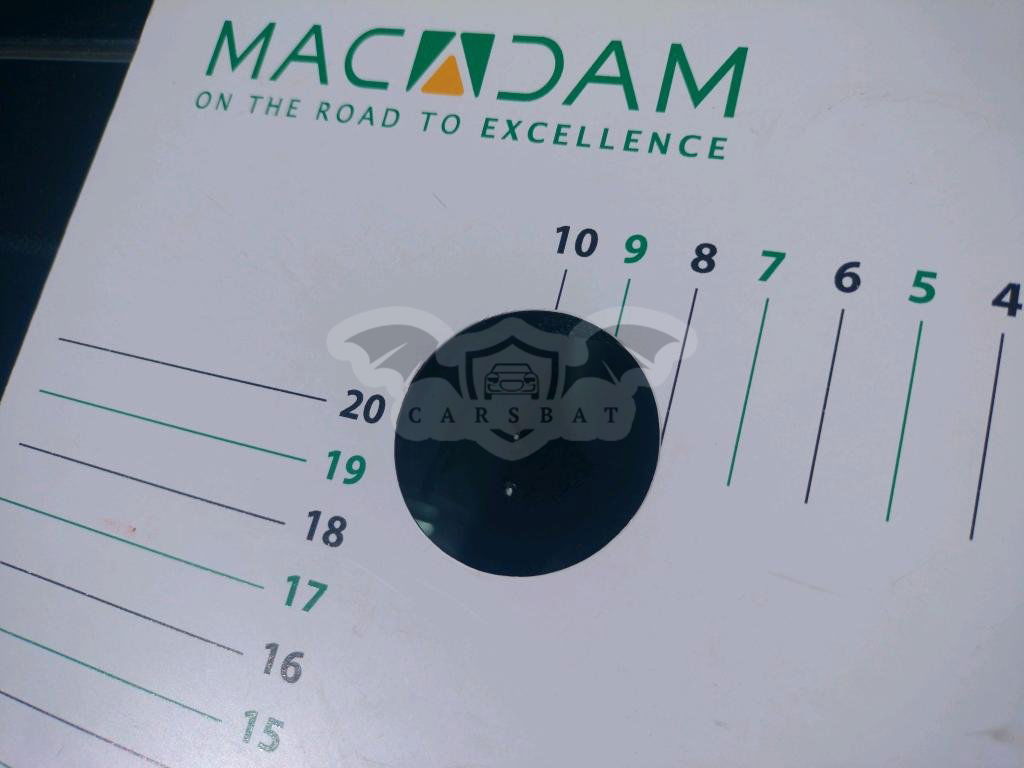 MACADAM
ON THE ROAD TO EXCELLENCE
10 9 8 7 6 5 4
CARSBAT
20
19
18
17
16
15